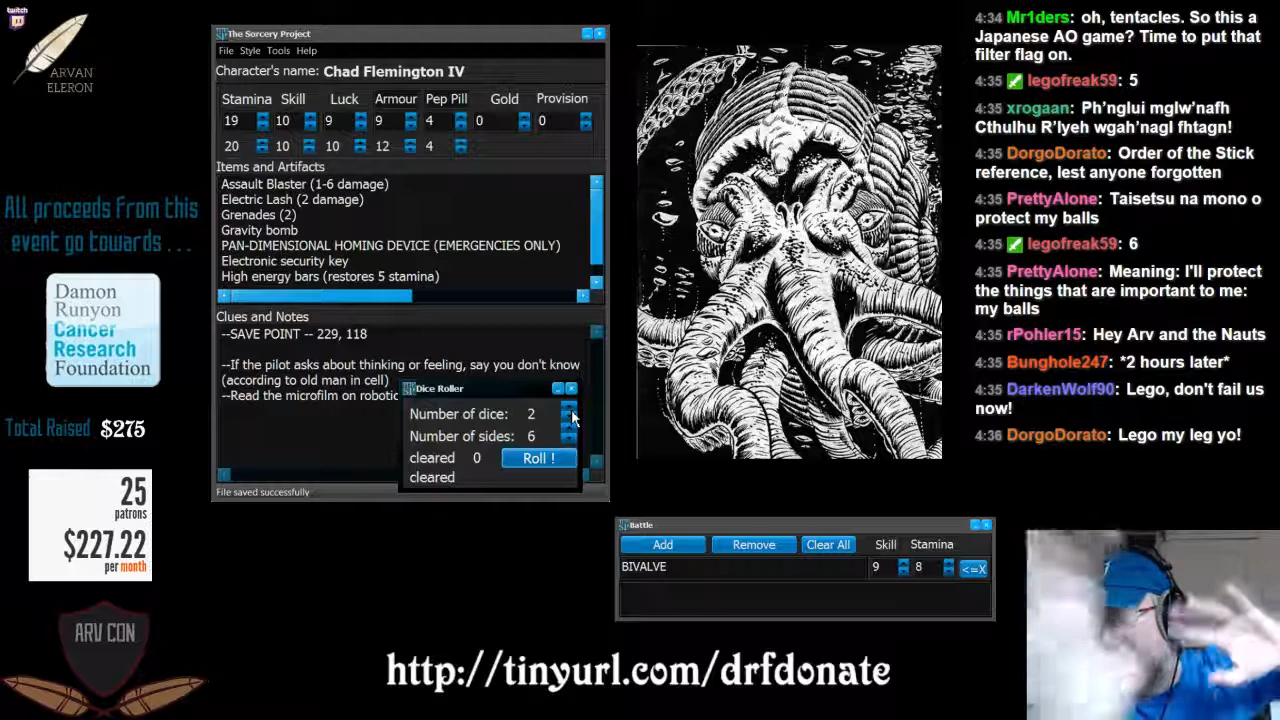 twitch
ARVAN
ELERON
All proceeds from this
event go towards . . .
Damon
Runyon
Cancer
Research
Foundation
Total Raised $275
25
patrons
$227.22
per month
ARV CON
The Sorcery Project
File Style Tools Help
Character's name: Chad Flemington IV
Stamina Skill Luck Armour Pep Pill Gold Provision
19 10 9 9 4 0 0
20 10 10 12 4
Items and Artifacts
Assault Blaster (1-6 damage)
Electric Lash (2 damage)
Grenades (2)
Gravity bomb
PAN-DIMENSIONAL HOMING DEVICE (EMERGENCIES ONLY)
Electronic security key
High energy bars (restores 5 stamina)
Clues and Notes
--SAVE POINT -- 229, 118
--If the pilot asks about thinking or feeling, say you don't know
(according to old man in cell)
--Read the microfilm on robotic
File saved successfully
Dice Roller
Number of dice: 2
Number of sides: 6
cleared 0 Roll !
cleared
Battle
Add Remove Clear All Skill Stamina
BIVALVE 9 8 <=X
http://tinyurl.com/drfdonate
4:34 Mr1ders: oh, tentacles. So this a
Japanese AO game? Time to put that
filter flag on.
4:35 legofreak59: 5
4:35 xrogaan: Ph'nglui mglw'nafh
Cthulhu R'lyeh wgah'nagl fhtagn!
4:35 DorgoDorato: Order of the Stick
reference, lest anyone forgotten
4:35 PrettyAlone: Taisetsu na mono o
protect my balls
4:35 legofreak59: 6
4:35 PrettyAlone: Meaning: I'll protect
the things that are important to me:
my balls
4:35 rPohler15: Hey Arv and the Nauts
4:35 Bunghole247: *2 hours later*
4:35 DarkenWolf90: Lego, don't fail us
now!
4:36 DorgoDorato: Lego my leg yo!